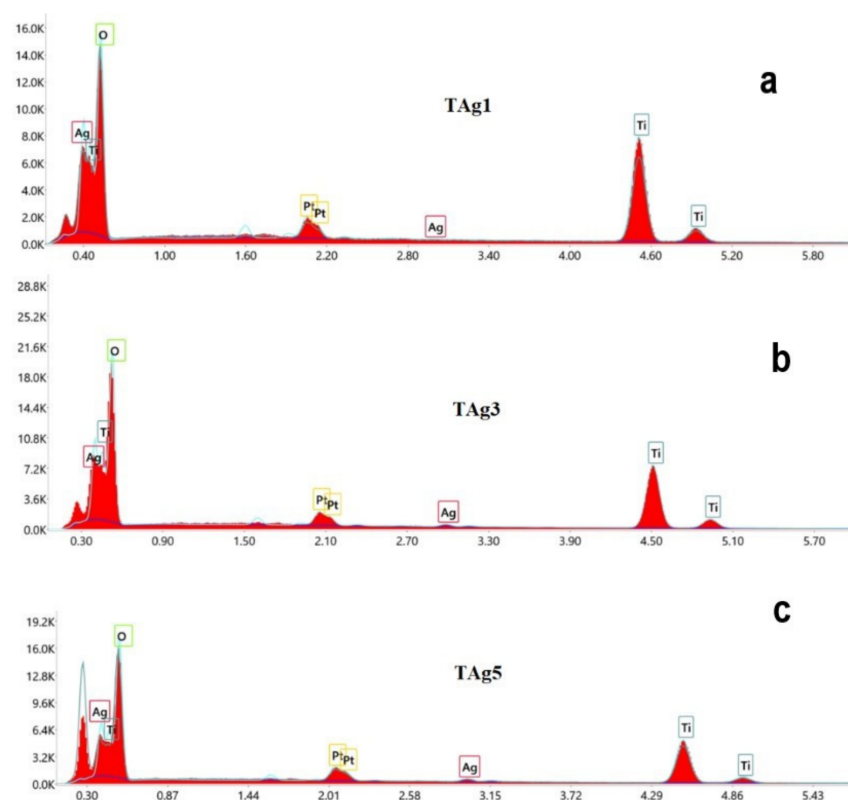 16.0K
14.0K
12.0K
10.0K
8.0K
6.0K
4.0K
2.0K
0.0K
O
Ag
Ti
TAg1
a
Pt
Pt
Ag
Ti
Ti
0.40 1.00 1.60 2.20 2.80 3.40 4.00 4.60 5.20 5.80
28.8K
25.2K
21.6K
18.0K
14.4K
10.8K
7.2K
3.6K
0.0K
O
Ti
Ag
TAg3
b
Pt
Pt
Ag
Ti
Ti
0.30 0.90 1.50 2.10 2.70 3.30 3.90 4.50 5.10 5.70
19.2K
16.0K
12.8K
9.6K
6.4K
3.2K
0.0K
O
Ag
Ti
TAg5
c
Pt
Pt
Ag
Ti
Ti
0.30 0.87 1.44 2.01 2.58 3.15 3.72 4.29 4.86 5.43